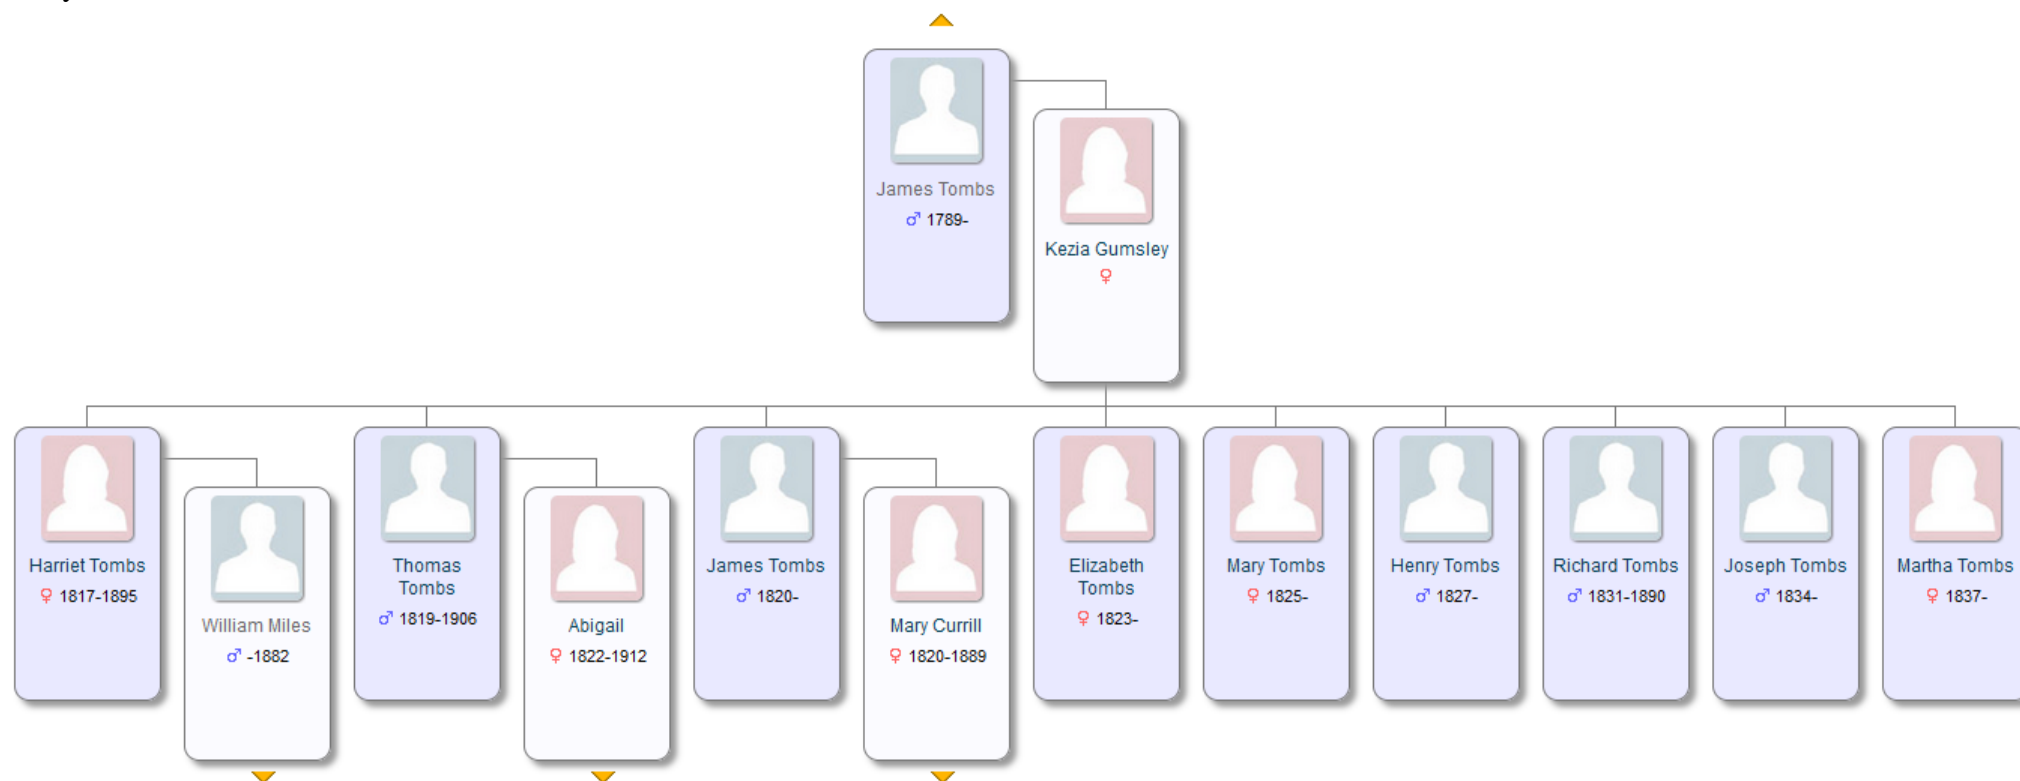 James Tombs
♂ 1789-
Kezia Gumsley
♀
Harriet Tombs
♀ 1817-1895
William Miles
♂ -1882
Thomas
Tombs
♂ 1819-1906
Abigail
♀ 1822-1912
James Tombs
♂ 1820-
Mary Currill
♀ 1820-1889
Elizabeth
Tombs
♀ 1823-
Mary Tombs
♀ 1825-
Henry Tombs
♂ 1827-
Richard Tombs
♂ 1831-1890
Joseph Tombs
♂ 1834-
Martha Tombs
♀ 1837-